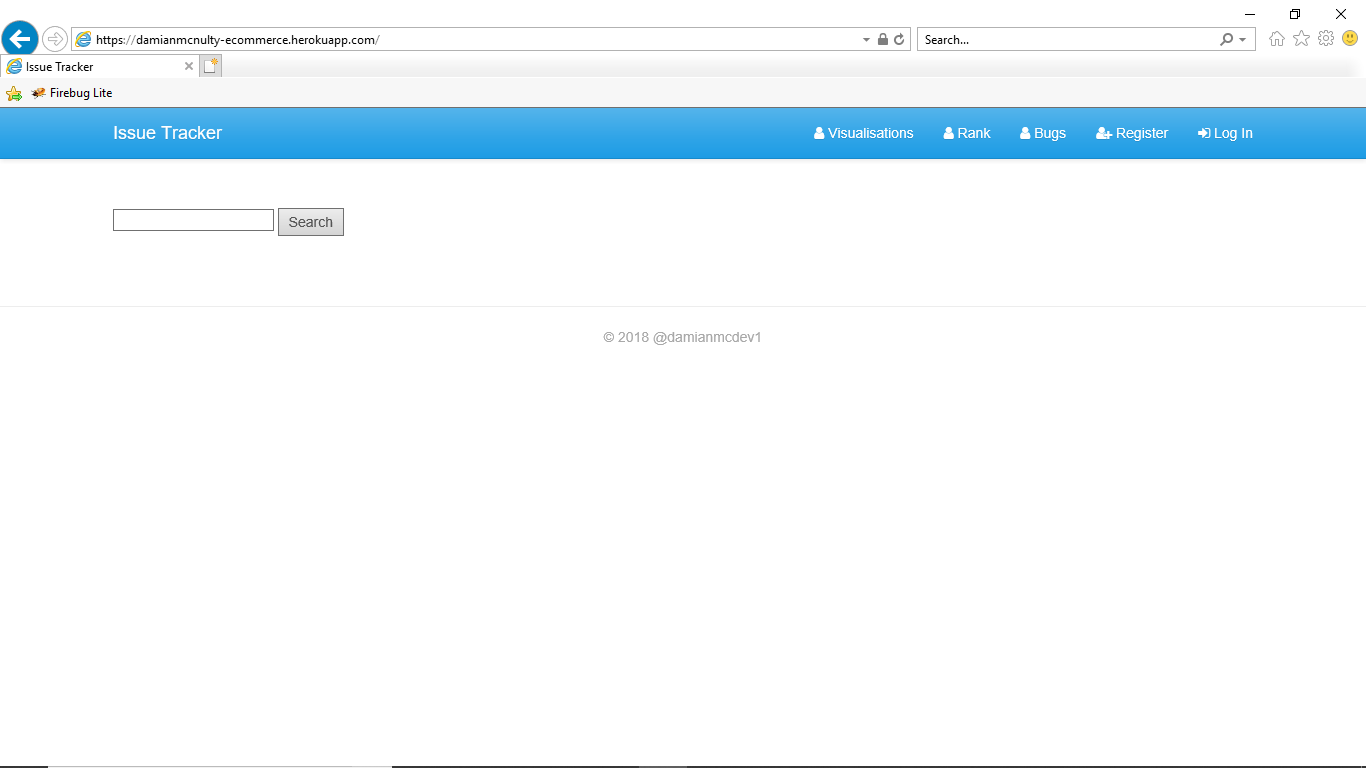 https://damianmcnulty-ecommerce.herokuapp.com/
Search...
Issue Tracker
Firebug Lite
Issue Tracker
Visualisations
Rank
Bugs
Register
Log In
Search
© 2018 @damianmcdev1